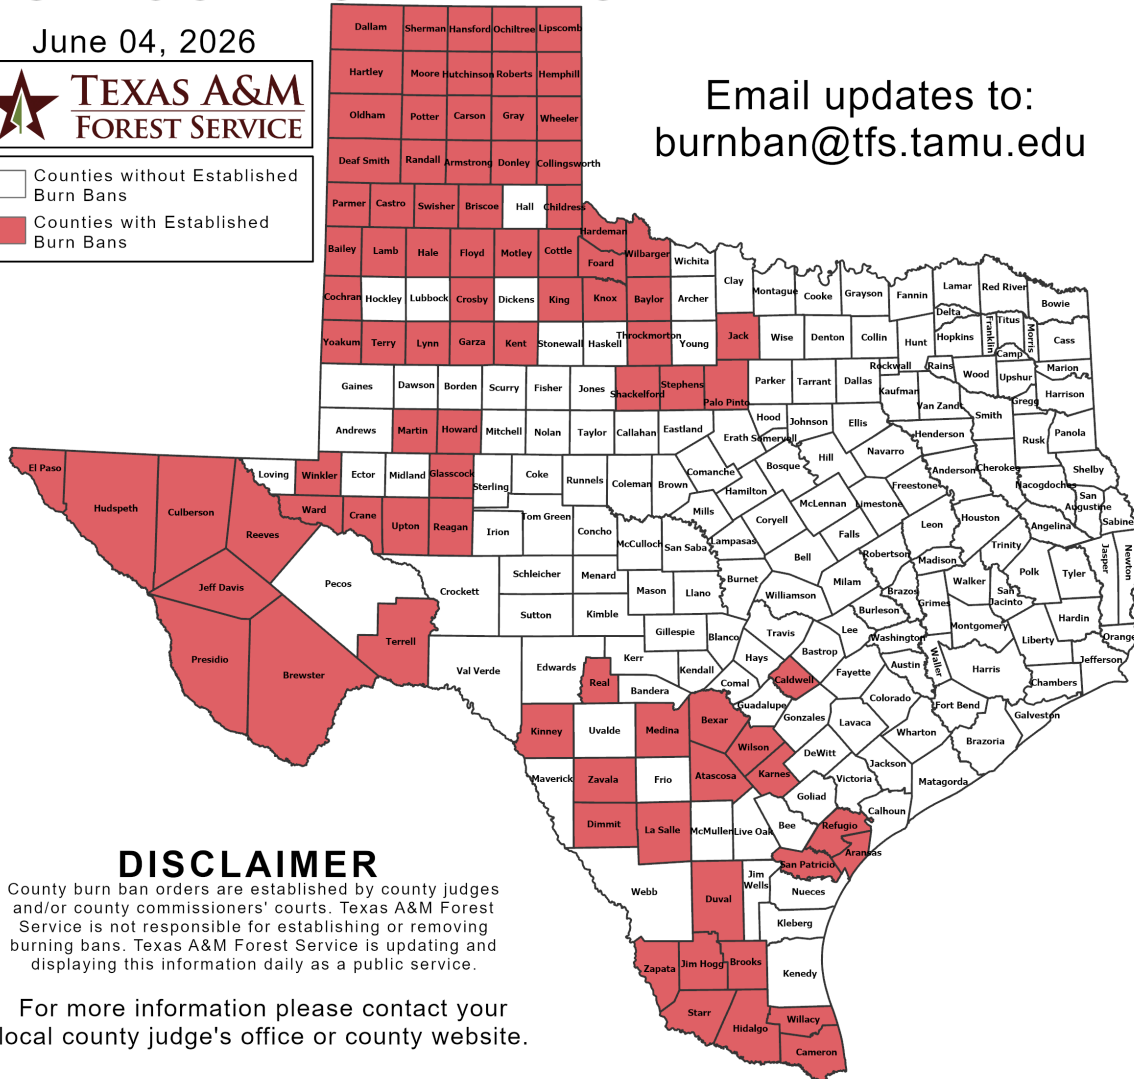 June 04, 2026
TEXAS A&M
FOREST SERVICE
Counties without Established
Burn Bans
Counties with Established
Burn Bans
Email updates to:
burnban@tfs.tamu.edu
Dallam Sherman Hansford Ochiltree Lipscomb
Hartley Moore Hutchinson Roberts Hemphill
Oldham Potter Carson Gray Wheeler
Deaf Smith Randall Armstrong Donley Collingsworth
Parmer Castro Swisher Briscoe Hall Childress
Hardeman
Bailey Lamb Hale Floyd Motley Cottle Foard Wilbarger Wichita
Cochran Hockley Lubbock Crosby Dickens King Knox Baylor Archer Clay Montague Cooke Grayson Fannin Lamar Red River Bowie
Delta Titus
Yoakum Terry Lynn Garza Kent Stonewall Haskell Throckmorton Young Jack Wise Denton Collin Hunt Hopkins Franklin Morris Cass
Camp
Rockwall Rains Marion
Gaines Dawson Borden Scurry Fisher Jones Shackelford Stephens Palo Pinto Parker Tarrant Dallas Kaufman Wood Upshur Harrison
Van Zandt Gregg
Andrews Martin Howard Mitchell Nolan Taylor Callahan Eastland Erath Somervell Hood Johnson Ellis Henderson Smith Rusk Panola
El Paso Loving Winkler Ector Midland Glasscock Sterling Coke Runnels Coleman Brown Comanche Bosque Hill Navarro Anderson Cherokee Shelby
Hamilton Freestone Nacogdoches
Hudspeth Culberson Ward Crane Upton Reagan Irion Tom Green Concho Mills Coryell McLennan Limestone Leon Houston Angelina San
Augustine Sabine
Reeves McCulloch San Saba Lampasas Bell Falls Robertson Madison Trinity Jasper Newton
Jeff Davis Pecos Crockett Schleicher Menard Mason Llano Burnet Williamson Milam Brazos Grimes Walker San
Jacinto Polk Tyler
Sutton Kimble Burleson Montgomery Liberty Hardin Orange
Presidio Brewster Terrell Val Verde Edwards Gillespie Blanco Travis Lee Washington
Kerr Kendall Hays Bastrop Austin Waller Harris Jefferson
Real Bandera Comal Caldwell Fayette Chambers
Guadalupe Colorado Fort Bend Galveston
Kinney Uvalde Medina Bexar Wilson Gonzales Lavaca Wharton Brazoria
DeWitt
Maverick Zavala Frio Atascosa Karnes Victoria Jackson Matagorda
Goliad Calhoun
Dimmit La Salle McMullen Live Oak Bee Refugio
Aransas
San Patricio
Webb Duval Jim
Wells Nueces
Kleberg
Zapata Jim Hogg Brooks Kenedy
Starr Hidalgo Willacy
Cameron
DISCLAIMER
County burn ban orders are established by county judges
and/or county commissioners' courts. Texas A&M Forest
Service is not responsible for establishing or removing
burning bans. Texas A&M Forest Service is updating and
displaying this information daily as a public service.
For more information please contact your
local county judge's office or county website.